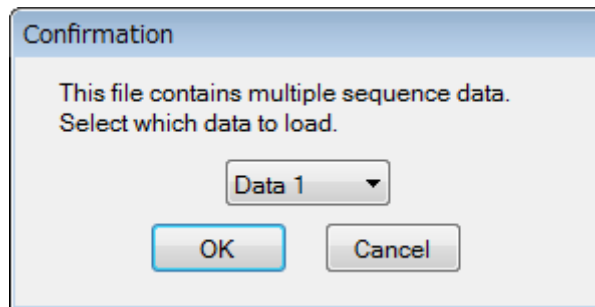 Confirmation
This file contains multiple sequence data.
Select which data to load.
Data 1
OK
Cancel